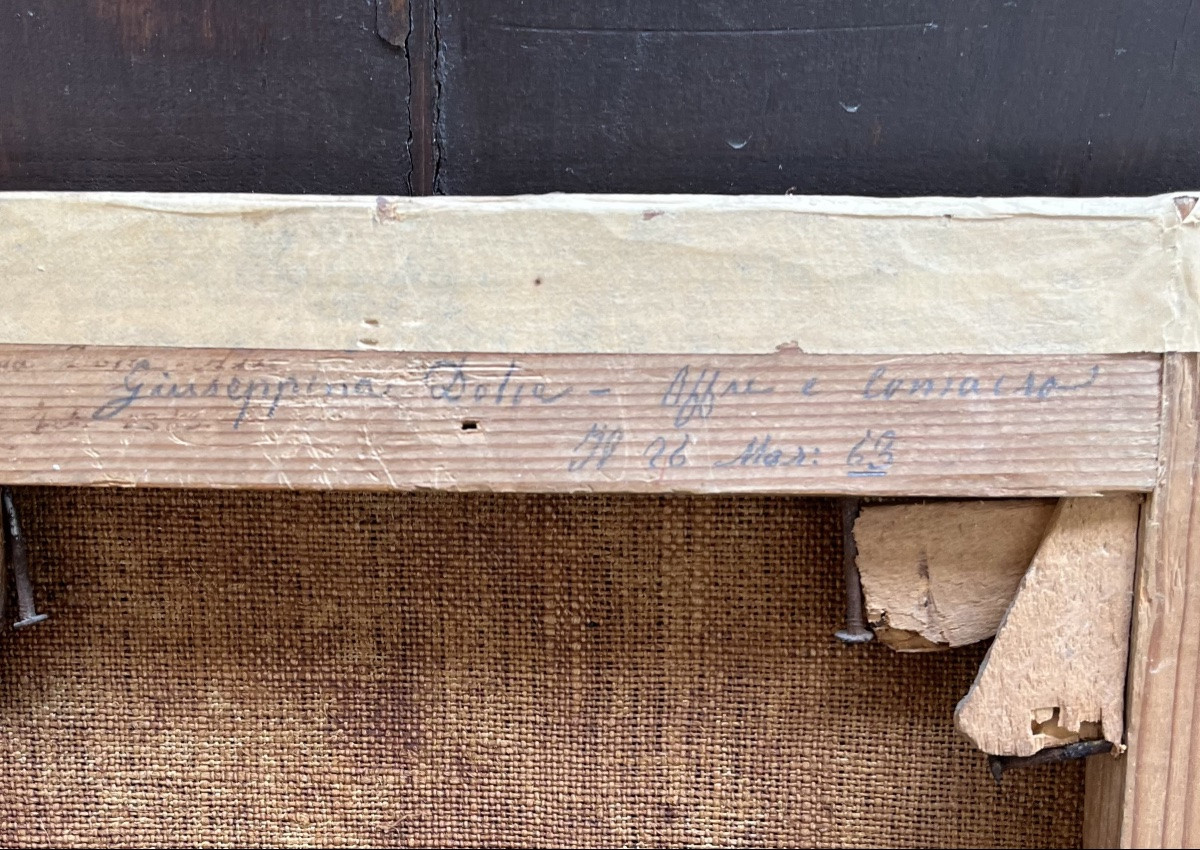 Giuseppina Dolce - Offre e Consacra
Il 26 Mar: 63